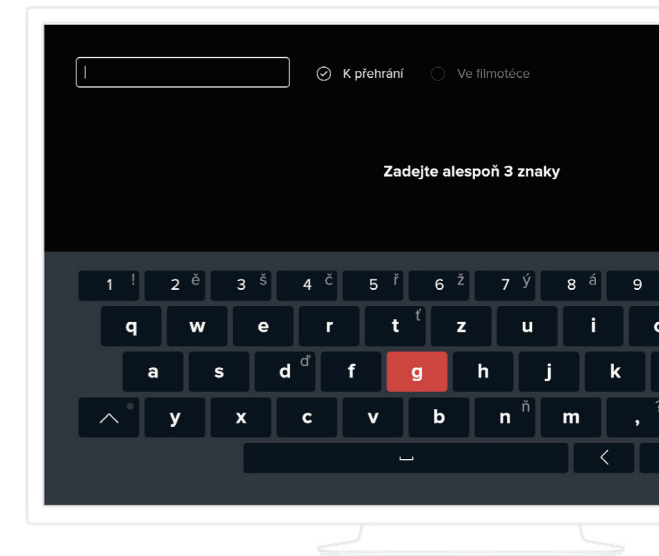 K přehrání Ve filmotéce
Zadejte alespoň 3 znaky
1 ! 2 ě 3 š 4 č 5 ř 6 ž 7 ý 8 á 9
q w e r t ť z u i
a s d ď f g h j k
y x c v b n ň m ,